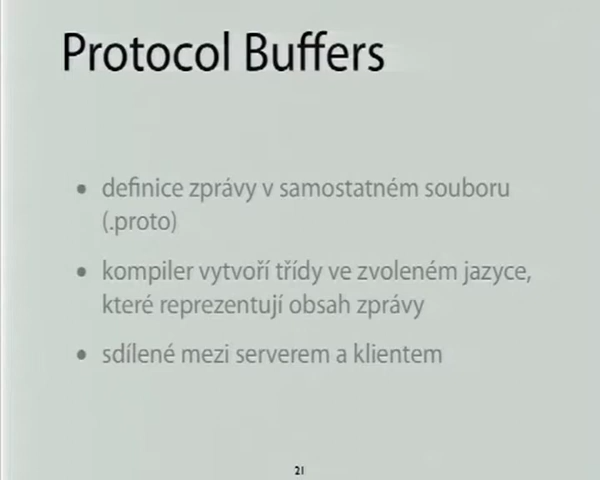 Protocol Buffers
• definice zprávy v samostatném souboru
(.proto)
• kompiler vytvoří třídy ve zvoleném jazyce,
které reprezentují obsah zprávy
• sdílené mezi serverem a klientem
21